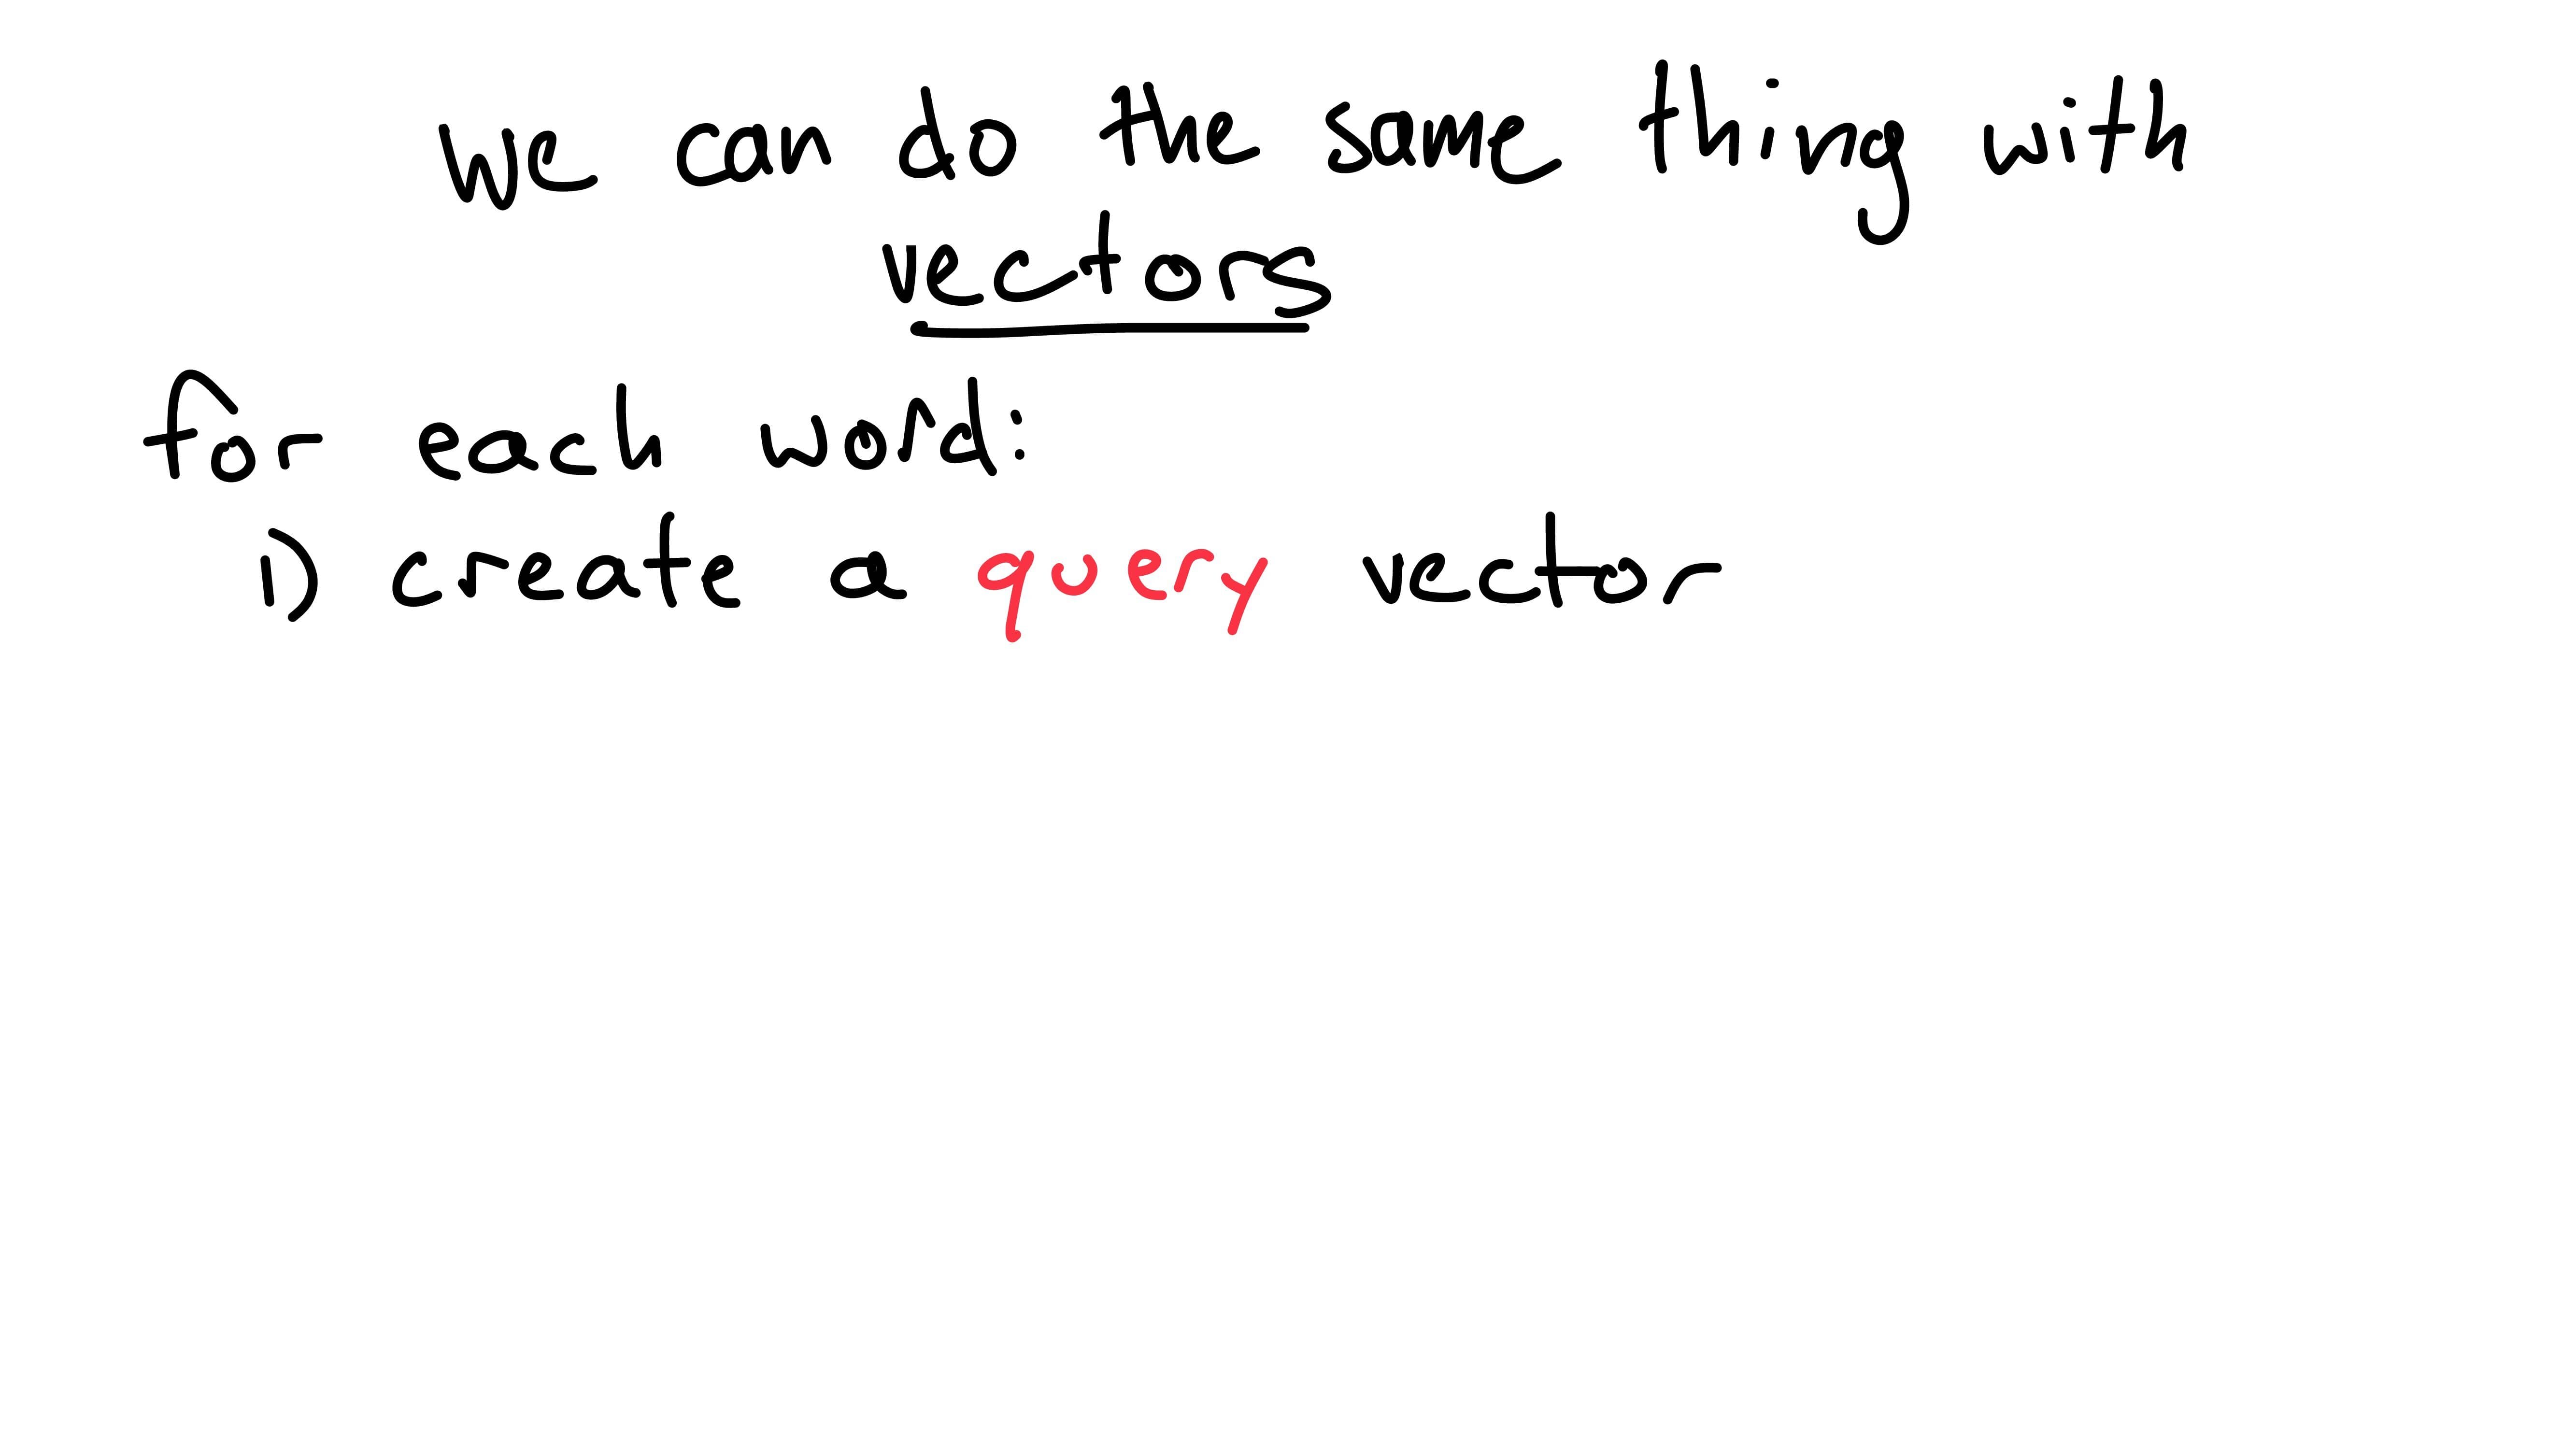 We can do the same thing with
vectors
for each word:
1) create a query vector